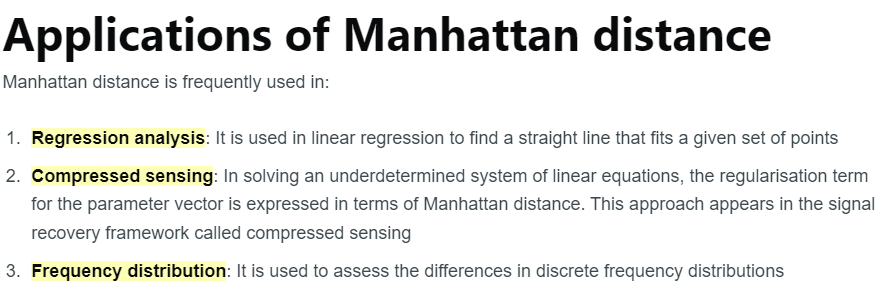 Applications of Manhattan distance
Manhattan distance is frequently used in:
1. Regression analysis: It is used in linear regression to find a straight line that fits a given set of points
2. Compressed sensing: In solving an underdetermined system of linear equations, the regularisation term
for the parameter vector is expressed in terms of Manhattan distance. This approach appears in the signal
recovery framework called compressed sensing
3. Frequency distribution: It is used to assess the differences in discrete frequency distributions